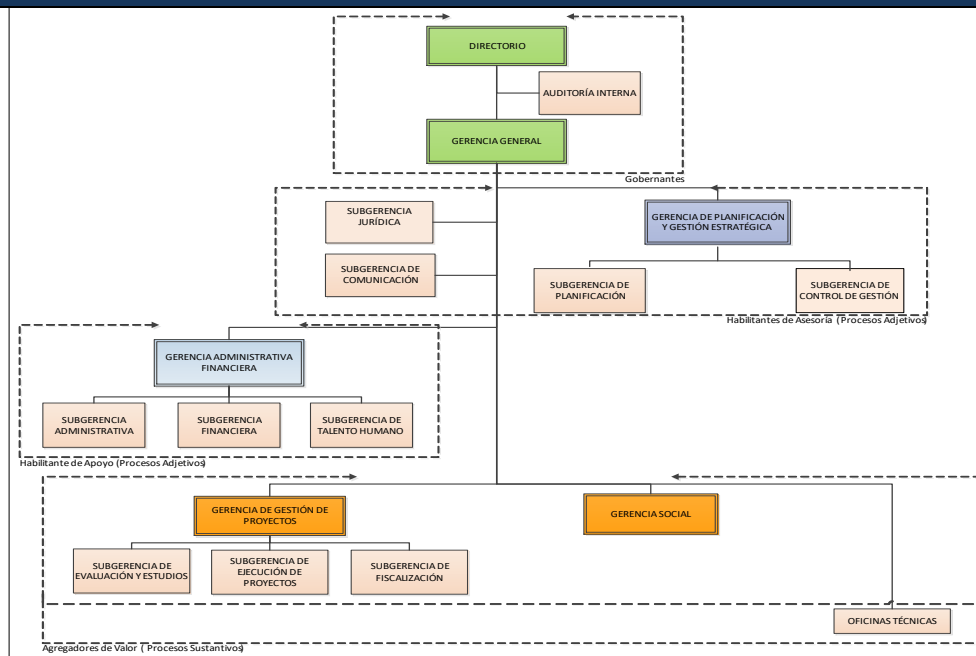 DIRECTORIO
AUDITORÍA INTERNA
GERENCIA GENERAL
Gobernantes
SUBGERENCIA
JURÍDICA
GERENCIA DE PLANIFICACIÓN
Y GESTIÓN ESTRATÉGICA
SUBGERENCIA DE
COMUNICACIÓN
SUBGERENCIA DE
PLANIFICACIÓN
SUBGERENCIA DE
CONTROL DE GESTIÓN
Habilitantes de Asesoría (Procesos Adjetivos)
GERENCIA ADMINISTRATIVA
FINANCIERA
SUBGERENCIA
ADMINISTRATIVA
SUBGERENCIA
FINANCIERA
SUBGERENCIA DE
TALENTO HUMANO
Habilitante de Apoyo (Procesos Adjetivos)
GERENCIA DE GESTIÓN DE
PROYECTOS
GERENCIA SOCIAL
SUBGERENCIA DE
EVALUACIÓN Y ESTUDIOS
SUBGERENCIA DE
EJECUCIÓN DE
PROYECTOS
SUBGERENCIA DE
FISCALIZACIÓN
OFICINAS TÉCNICAS
Agregadores de Valor ( Procesos Sustantivos)